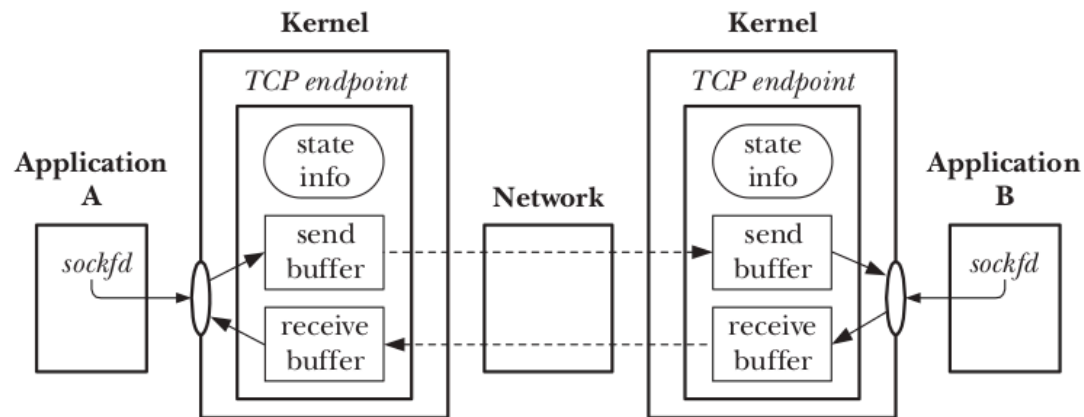 Kernel
Kernel
TCP endpoint
TCP endpoint
state
info
state
info
Application
A
Network
Application
B
send
buffer
send
buffer
sockfd
sockfd
receive
buffer
receive
buffer